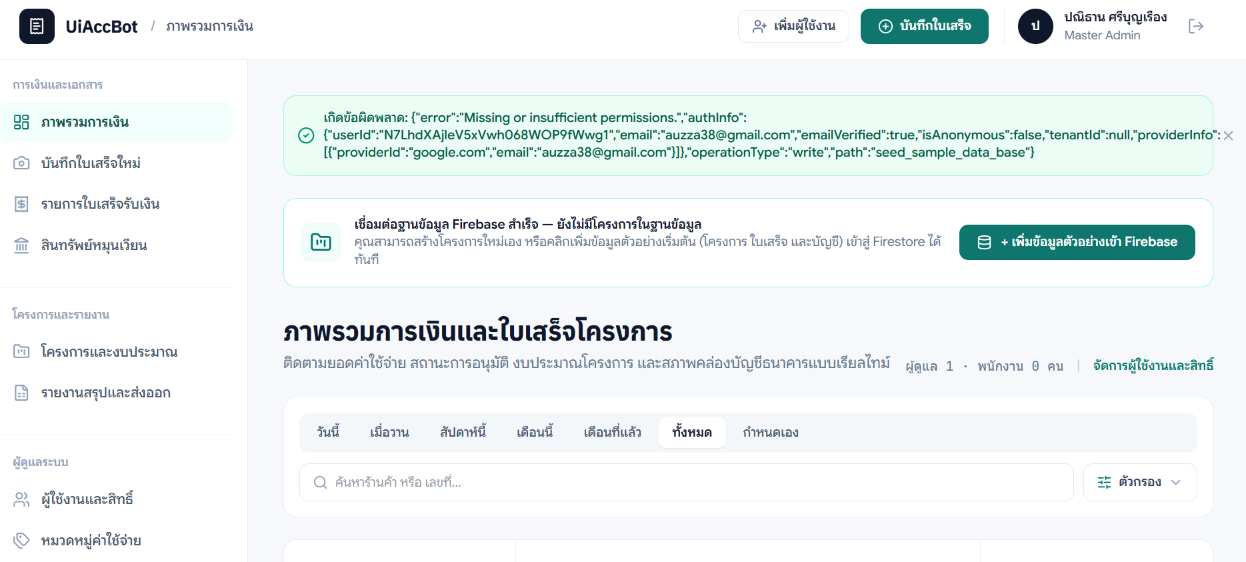 UiAccBot / ภาพรวมการเงิน
เพิ่มผู้ใช้งาน
บันทึกใบเสร็จ
ป
ปณิธาน ศรีบุญเรือง
Master Admin
การเงินและเอกสาร
ภาพรวมการเงิน
บันทึกใบเสร็จใหม่
รายการใบเสร็จรับเงิน
สินทรัพย์หมุนเวียน
โครงการและรายงาน
โครงการและงบประมาณ
รายงานสรุปและส่งออก
ผู้ดูแลระบบ
ผู้ใช้งานและสิทธิ์
หมวดหมู่ค่าใช้จ่าย
เกิดข้อผิดพลาด: {"error":"Missing or insufficient permissions.","authInfo":
{"userId":"N7LhdXAjleV5xVwh068WOP9fWwg1","email":"auzza38@gmail.com","emailVerified":true,"isAnonymous":false,"tenantId":null,"providerInfo":
[{"providerId":"google.com","email":"auzza38@gmail.com"}]},"operationType":"write","path":"seed_sample_data_base"}
เชื่อมต่อฐานข้อมูล Firebase สำเร็จ — ยังไม่มีโครงการในฐานข้อมูล
คุณสามารถสร้างโครงการใหม่เอง หรือคลิกเพิ่มข้อมูลตัวอย่างเริ่มต้น (โครงการ ใบเสร็จ และบัญชี) เข้าสู่ Firestore ได้
ทันที
+ เพิ่มข้อมูลตัวอย่างเข้า Firebase
ภาพรวมการเงินและใบเสร็จโครงการ
ติดตามยอดค่าใช้จ่าย สถานะการอนุมัติ งบประมาณโครงการ และสภาพคล่องบัญชีธนาคารแบบเรียลไทม์
ผู้ดูแล 1 · พนักงาน 0 คน | จัดการผู้ใช้งานและสิทธิ์
วันนี้ เมื่อวาน สัปดาห์นี้ เดือนนี้ เดือนที่แล้ว ทั้งหมด กำหนดเอง
ค้นหาร้านค้า หรือ เลขที่...
ตัวกรอง